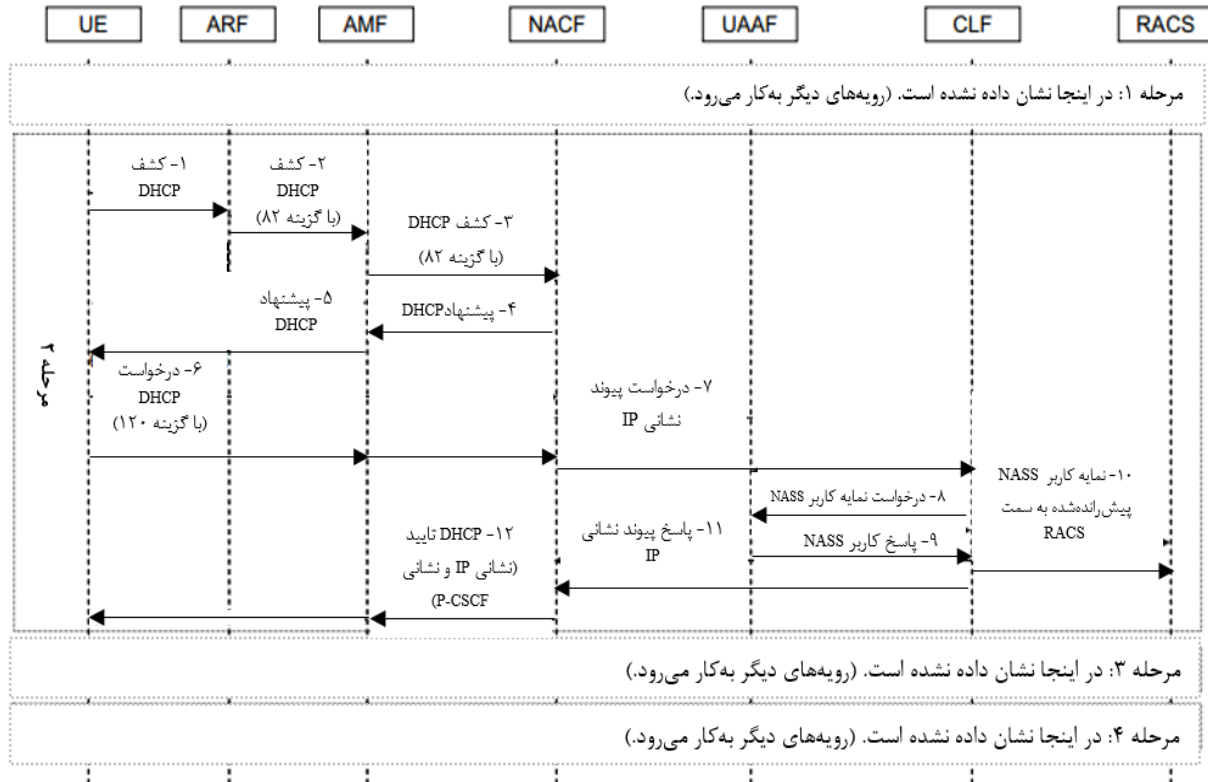 UE
ARF
AMF
NACF
UAAF
CLF
RACS
مرحله ۱: در اینجا نشان داده نشده است. (رویه‌های دیگر به‌کار می‌رود.)
مرحله ۲
۱- کشف
DHCP
۲- کشف
DHCP
(با گزینه ۸۲)
۳- کشف DHCP
(با گزینه ۸۲)
۴- پیشنهادDHCP
۵- پیشنهاد
DHCP
۶- درخواست
DHCP
(با گزینه ۱۲۰)
۷- درخواست پیوند
نشانی IP
۸- درخواست نمایه کاربر NASS
۹- پاسخ کاربر NASS
۱۰- نمایه کاربر NASS
پیش‌رانده‌شده به سمت
RACS
۱۱- پاسخ پیوند نشانی
IP
۱۲- DHCP تایید
(نشانی IP و نشانی
P-CSCF)
مرحله ۳: در اینجا نشان داده نشده است. (رویه‌های دیگر به‌کار می‌رود.)
مرحله ۴: در اینجا نشان داده نشده است. (رویه‌های دیگر به‌کار می‌رود.)